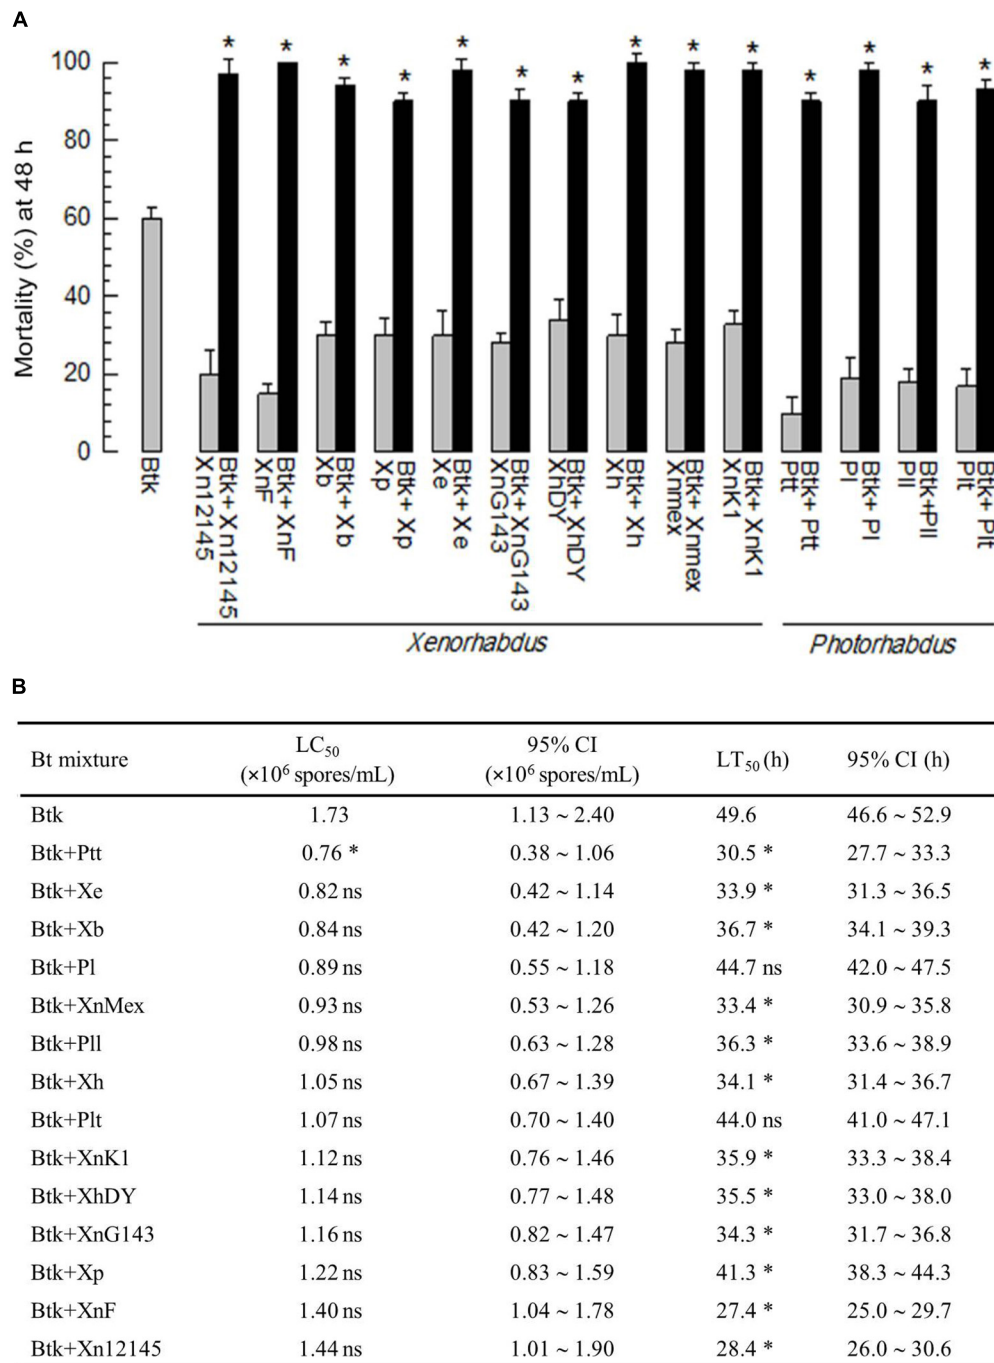 A
Mortality (%) at 48 h
100
80
60
40
20
0
* * * * * * * * * * * * * *
Btk
Xn12145
Btk+ Xn12145
XnF
Btk+ XnF
Xb
Btk+ Xb
Xp
Btk+ Xp
Xe
Btk+ Xe
XnG143
Btk+ XnG143
XhDY
Btk+ XhDY
Xh
Btk+ Xh
Xnmex
Btk+ Xnmex
XnK1
Btk+ XnK1
Ptt
Btk+ Ptt
Pl
Btk+ Pl
Pll
Btk+Pll
Plt
Btk+ Plt
Xenorhabdus Photorhabdus
B
Bt mixture LC50 (×10^6 spores/mL) 95% CI (×10^6 spores/mL) LT50 (h) 95% CI (h)
Btk 1.73 1.13 ~ 2.40 49.6 46.6 ~ 52.9
Btk+Ptt 0.76 * 0.38 ~ 1.06 30.5 * 27.7 ~ 33.3
Btk+Xe 0.82 ns 0.42 ~ 1.14 33.9 * 31.3 ~ 36.5
Btk+Xb 0.84 ns 0.42 ~ 1.20 36.7 * 34.1 ~ 39.3
Btk+Pl 0.89 ns 0.55 ~ 1.18 44.7 ns 42.0 ~ 47.5
Btk+XnMex 0.93 ns 0.53 ~ 1.26 33.4 * 30.9 ~ 35.8
Btk+Pll 0.98 ns 0.63 ~ 1.28 36.3 * 33.6 ~ 38.9
Btk+Xh 1.05 ns 0.67 ~ 1.39 34.1 * 31.4 ~ 36.7
Btk+Plt 1.07 ns 0.70 ~ 1.40 44.0 ns 41.0 ~ 47.1
Btk+XnK1 1.12 ns 0.76 ~ 1.46 35.9 * 33.3 ~ 38.4
Btk+XhDY 1.14 ns 0.77 ~ 1.48 35.5 * 33.0 ~ 38.0
Btk+XnG143 1.16 ns 0.82 ~ 1.47 34.3 * 31.7 ~ 36.8
Btk+Xp 1.22 ns 0.83 ~ 1.59 41.3 * 38.3 ~ 44.3
Btk+XnF 1.40 ns 1.04 ~ 1.78 27.4 * 25.0 ~ 29.7
Btk+Xn12145 1.44 ns 1.01 ~ 1.90 28.4 * 26.0 ~ 30.6